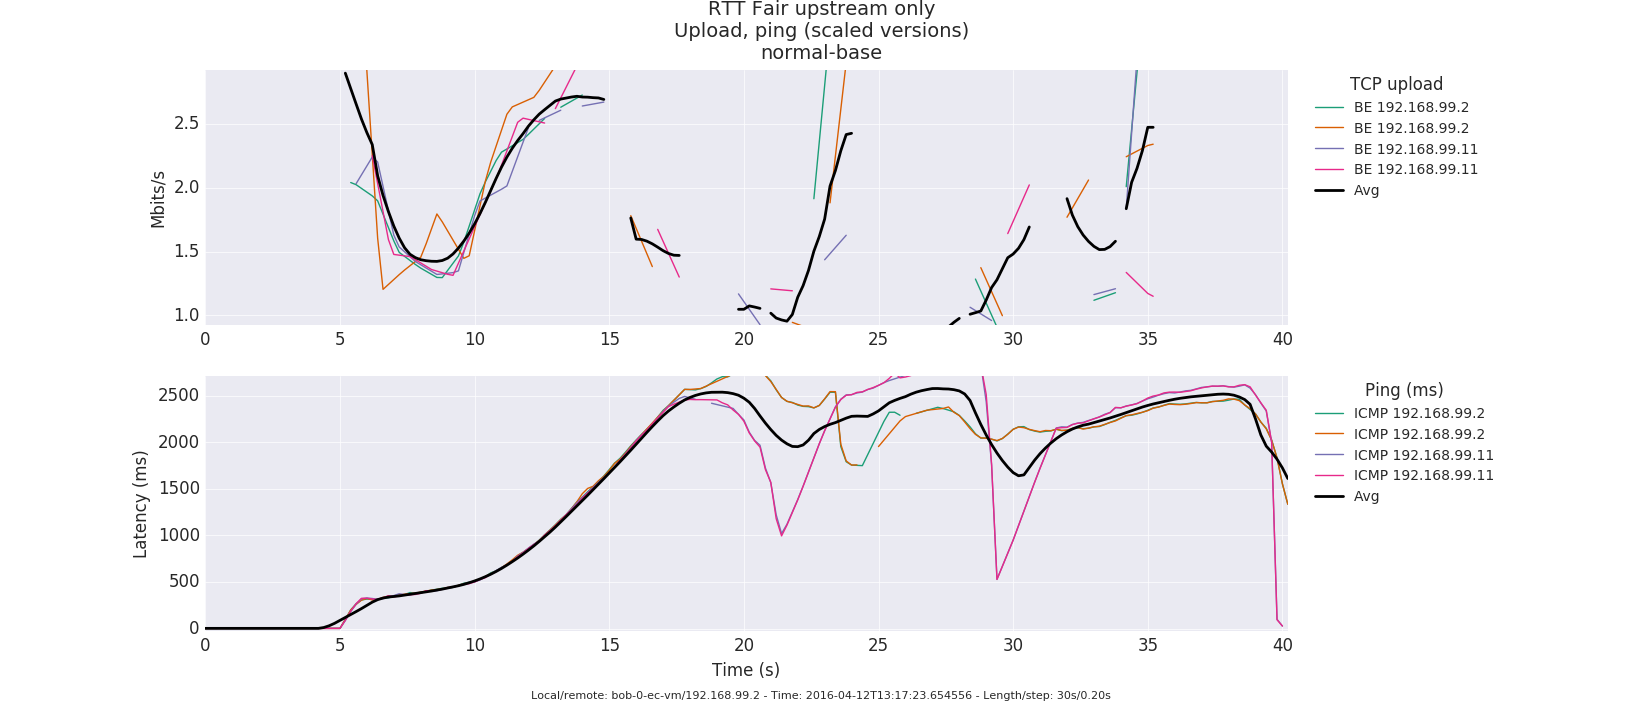 RTT Fair upstream only
Upload, ping (scaled versions)
normal-base
TCP upload
BE 192.168.99.2
BE 192.168.99.2
BE 192.168.99.11
BE 192.168.99.11
Avg
Mbits/s
2.5
2.0
1.5
1.0
0 5 10 15 20 25 30 35 40
Ping (ms)
ICMP 192.168.99.2
ICMP 192.168.99.2
ICMP 192.168.99.11
ICMP 192.168.99.11
Avg
Latency (ms)
2500
2000
1500
1000
500
0
0 5 10 15 20 25 30 35 40
Time (s)
Local/remote: bob-0-ec-vm/192.168.99.2 - Time: 2016-04-12T13:17:23.654556 - Length/step: 30s/0.20s